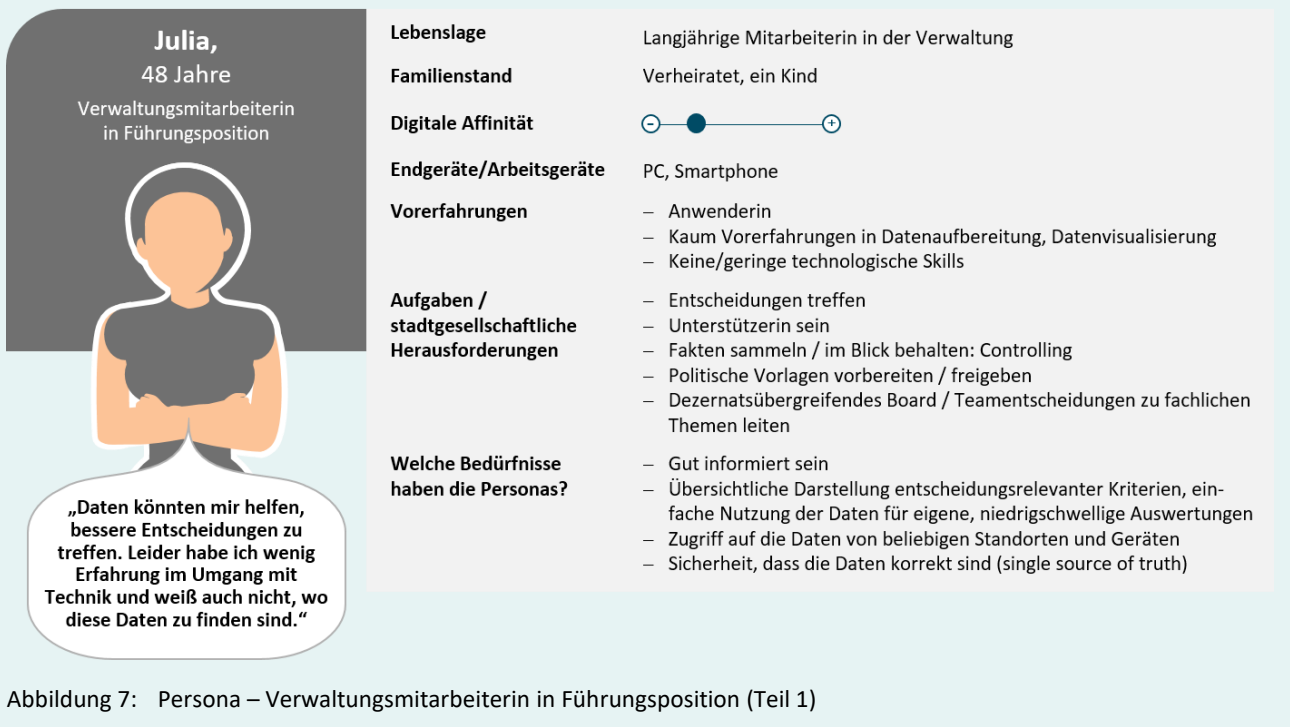 Julia,
48 Jahre
Verwaltungsmitarbeiterin
in Führungsposition
„Daten könnten mir helfen,
bessere Entscheidungen zu
treffen. Leider habe ich wenig
Erfahrung im Umgang mit
Technik und weiß auch nicht, wo
diese Daten zu finden sind.“
Lebenslage
Langjährige Mitarbeiterin in der Verwaltung
Familienstand
Verheiratet, ein Kind
Digitale Affinität
- +
Endgeräte/Arbeitsgeräte
PC, Smartphone
Vorerfahrungen
– Anwenderin
– Kaum Vorerfahrungen in Datenaufbereitung, Datenvisualisierung
– Keine/geringe technologische Skills
Aufgaben /
stadtgesellschaftliche
Herausforderungen
– Entscheidungen treffen
– Unterstützerin sein
– Fakten sammeln / im Blick behalten: Controlling
– Politische Vorlagen vorbereiten / freigeben
– Dezernatsübergreifendes Board / Teamentscheidungen zu fachlichen
Themen leiten
Welche Bedürfnisse
haben die Personas?
– Gut informiert sein
– Übersichtliche Darstellung entscheidungsrelevanter Kriterien, ein-
fache Nutzung der Daten für eigene, niedrigschwellige Auswertungen
– Zugriff auf die Daten von beliebigen Standorten und Geräten
– Sicherheit, dass die Daten korrekt sind (single source of truth)
Abbildung 7: Persona – Verwaltungsmitarbeiterin in Führungsposition (Teil 1)